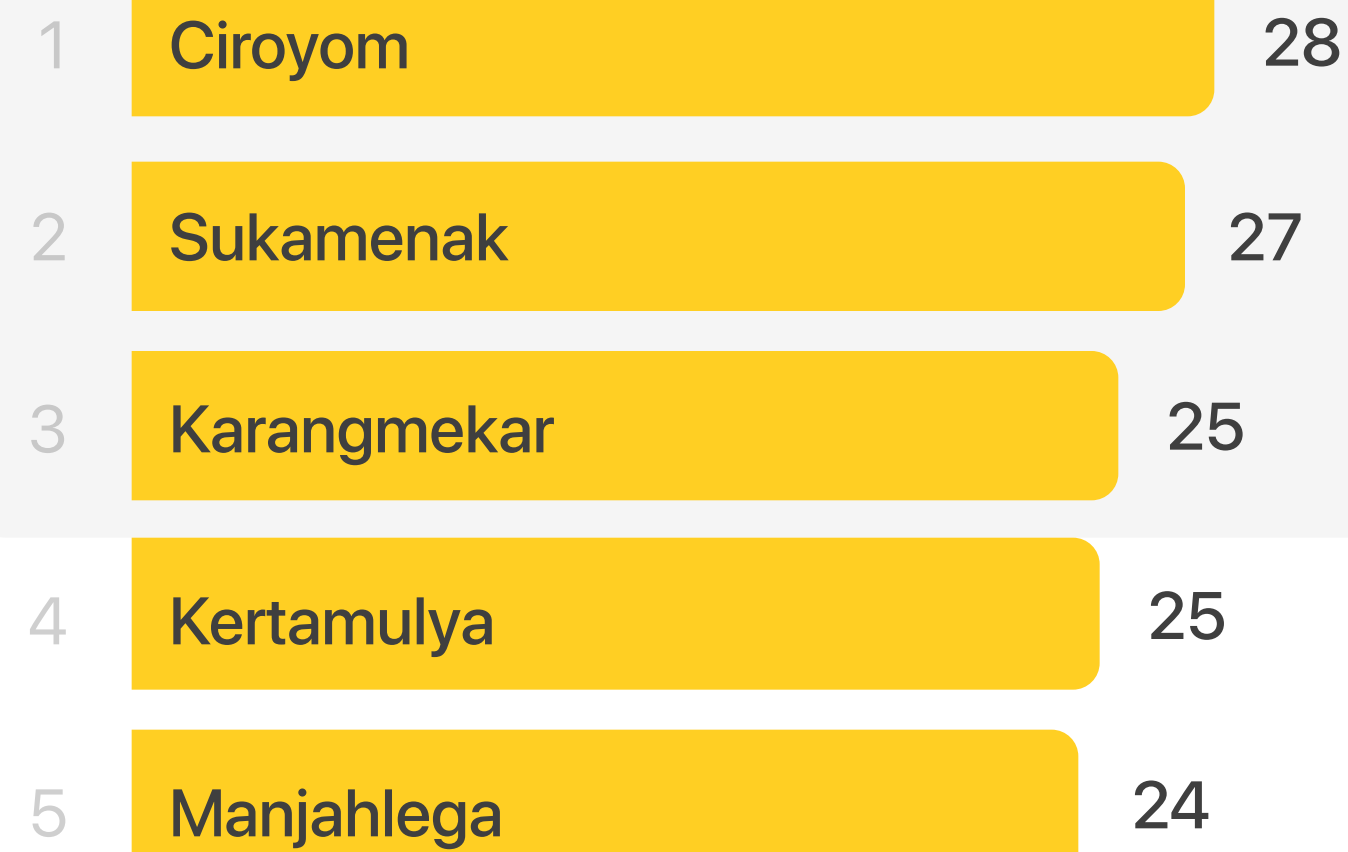 1 Ciroyom 28
2 Sukamenak 27
3 Karangmekar 25
4 Kertamulya 25
5 Manjahlega 24